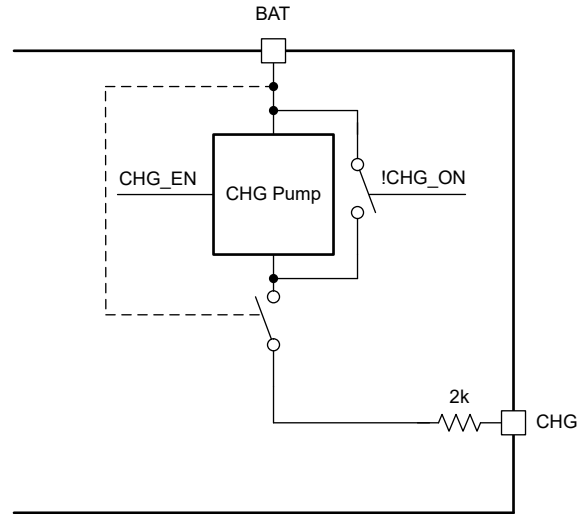 BAT
CHG_EN
CHG Pump
!CHG_ON
2k
CHG